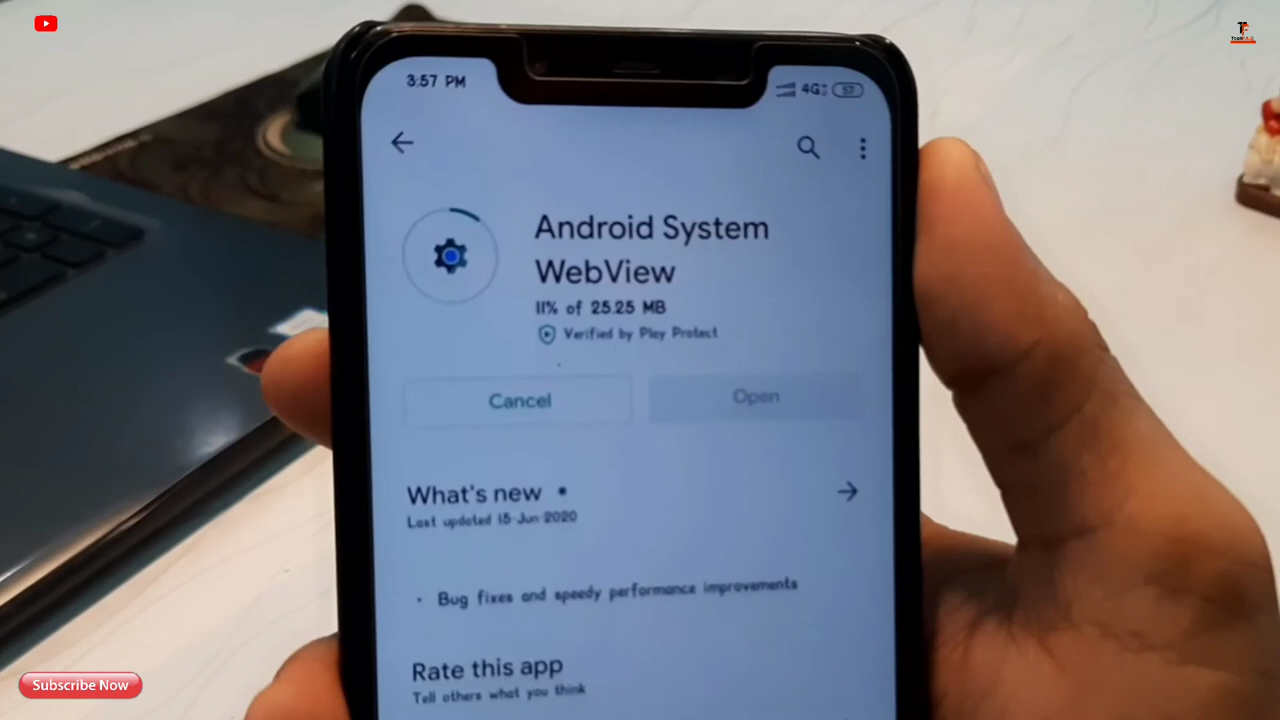 3:57 PM
4G
57
Android System
WebView
11% of 25.25 MB
Verified by Play Protect
Cancel
Open
What's new •
Last updated 15-Jun-2020
• Bug fixes and speedy performance improvements
Rate this app
Tell others what you think
Subscribe Now